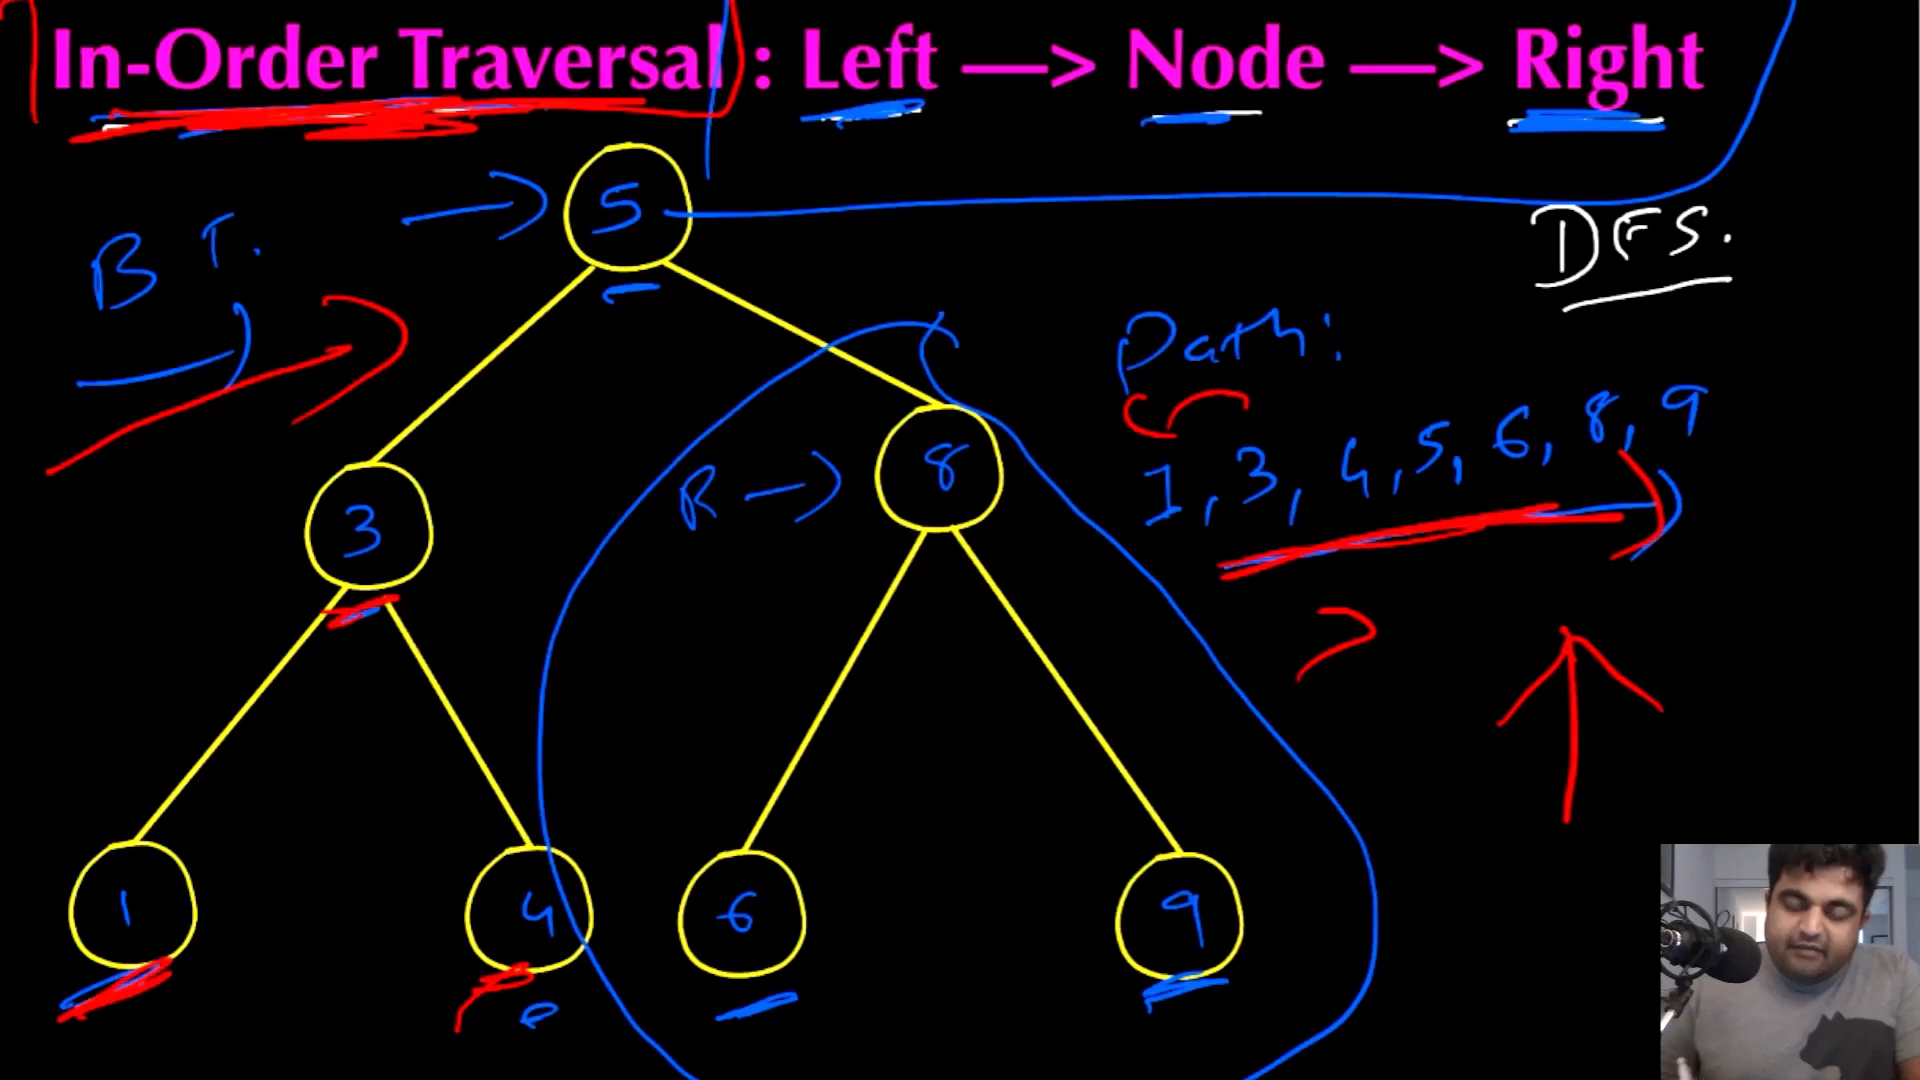 In-Order Traversal : Left —> Node —> Right
5
B T.
DFS.
Path:
1, 3, 4, 5, 6, 8, 9
R -> 8
3
1
4
6
9